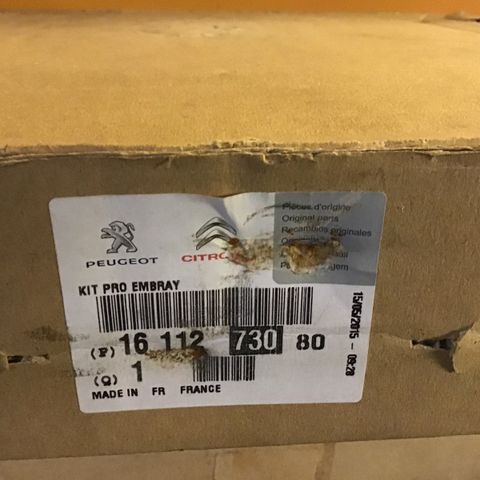 PEUGEOT
Pièces d'origine
Original parts
Recambios originales
KIT PRO EMBRAY
(P) 16 112 730 80
(Q) 1
MADE IN FR FRANCE
15/05/2015 - 09:28